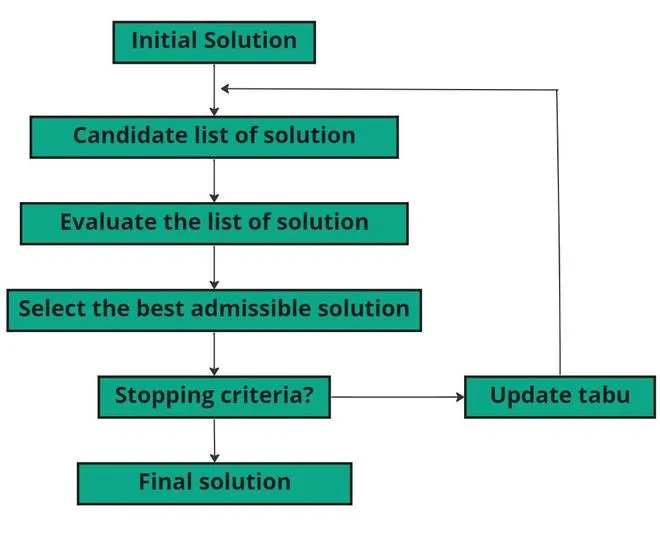 Initial Solution
Candidate list of solution
Evaluate the list of solution
Select the best admissible solution
Stopping criteria?
Update tabu
Final solution